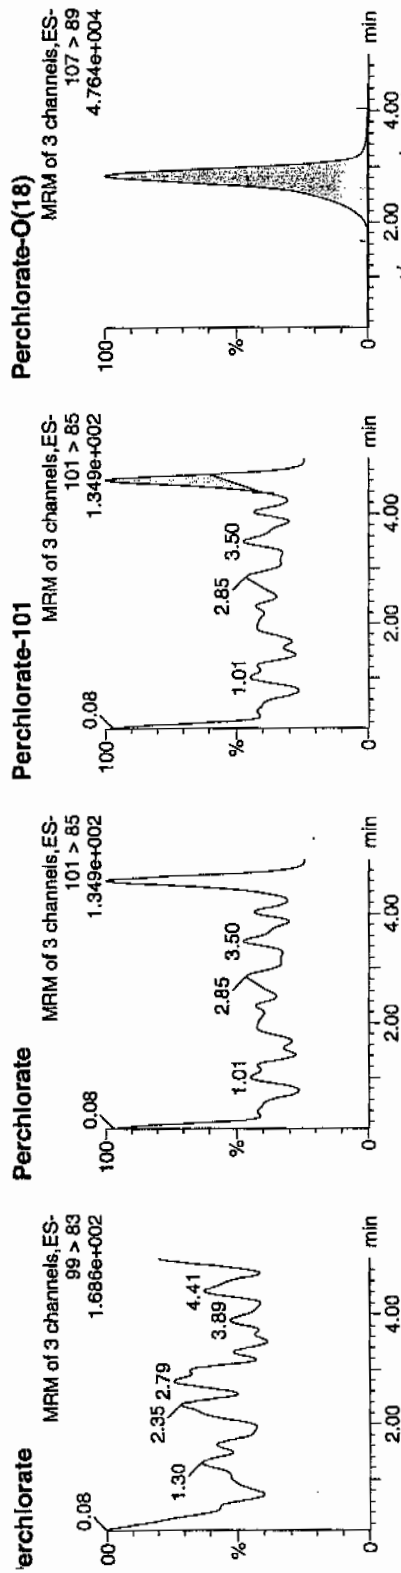 erchlorate
MRM of 3 channels,ES-
99 > 83
1.686e+002
00
0.08
%
1.30
2.35
2.79
3.89
4.41
0
2.00
4.00
min
Perchlorate
MRM of 3 channels,ES-
101 > 85
1.349e+002
100
0.08
%
1.01
2.85
3.50
0
2.00
4.00
min
Perchlorate-101
MRM of 3 channels,ES-
101 > 85
1.349e+002
100
0.08
%
1.01
2.85
3.50
0
2.00
4.00
min
Perchlorate-O(18)
MRM of 3 channels,ES-
107 > 89
4.764e+004
100
%
0
2.00
4.00
min